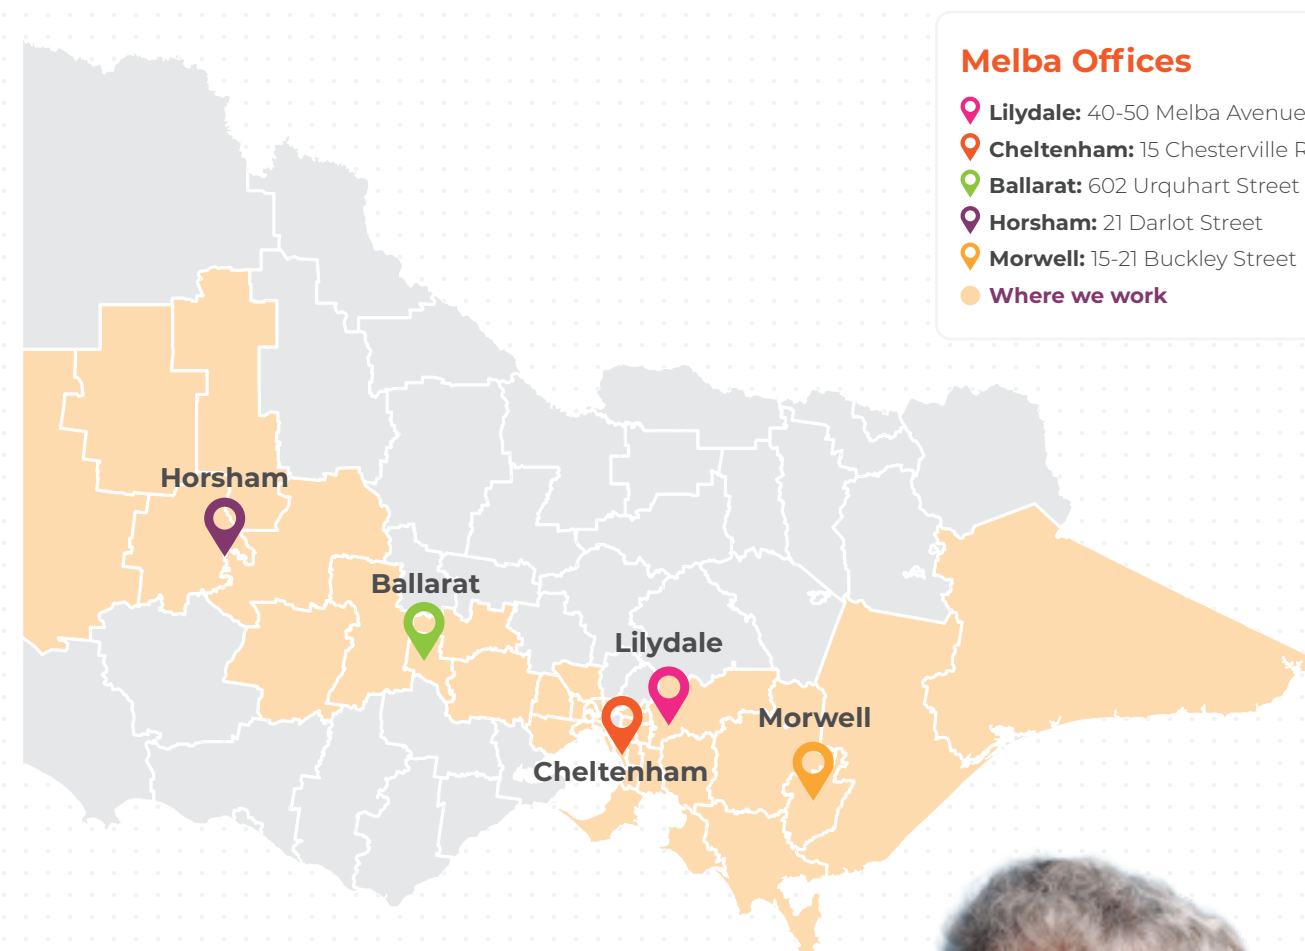 Melba Offices
Lilydale: 40-50 Melba Avenue
Cheltenham: 15 Chesterville R
Ballarat: 602 Urquhart Street
Horsham: 21 Darlot Street
Morwell: 15-21 Buckley Street
Where we work
Horsham
Ballarat
Lilydale
Morwell
Cheltenham